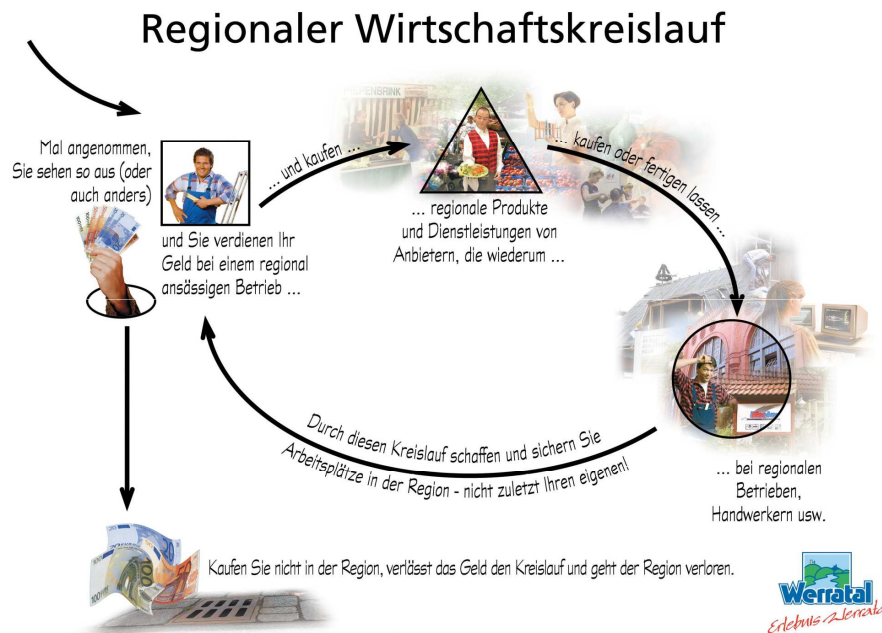 Regionaler Wirtschaftskreislauf
Mal angenommen,
Sie sehen so aus (oder
auch anders)
und Sie verdienen Ihr
Geld bei einem regional
ansässigen Betrieb ...
... und kaufen ...
... regionale Produkte
und Dienstleistungen von
Anbietern, die wiederum ...
... kaufen oder fertigen lassen ...
... bei regionalen
Betrieben,
Handwerkern usw.
Durch diesen Kreislauf schaffen und sichern Sie
Arbeitsplätze in der Region - nicht zuletzt Ihren eigenen!
Kaufen Sie nicht in der Region, verlässt das Geld den Kreislauf und geht der Region verloren.
Werratal
Erlebnis Werratal